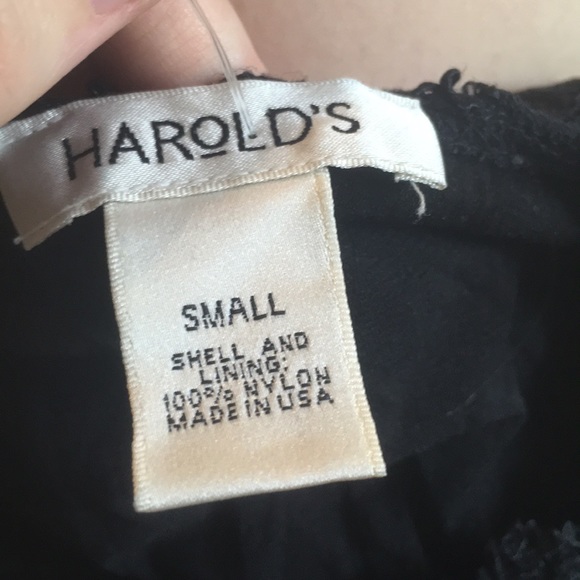 HAROLD'S
SMALL
SHELL AND
LINING:
100% NYLON
MADE IN USA